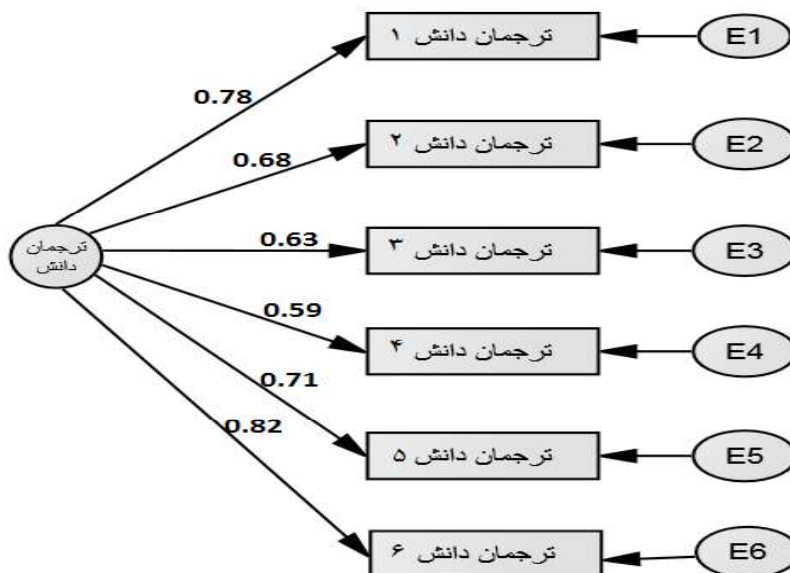 ترجمان دانش ۱
E1
0.78
ترجمان دانش ۲
E2
0.68
ترجمان
دانش
0.63
ترجمان دانش ۳
E3
0.59
ترجمان دانش ۴
E4
0.71
0.82
ترجمان دانش ۵
E5
ترجمان دانش ۶
E6